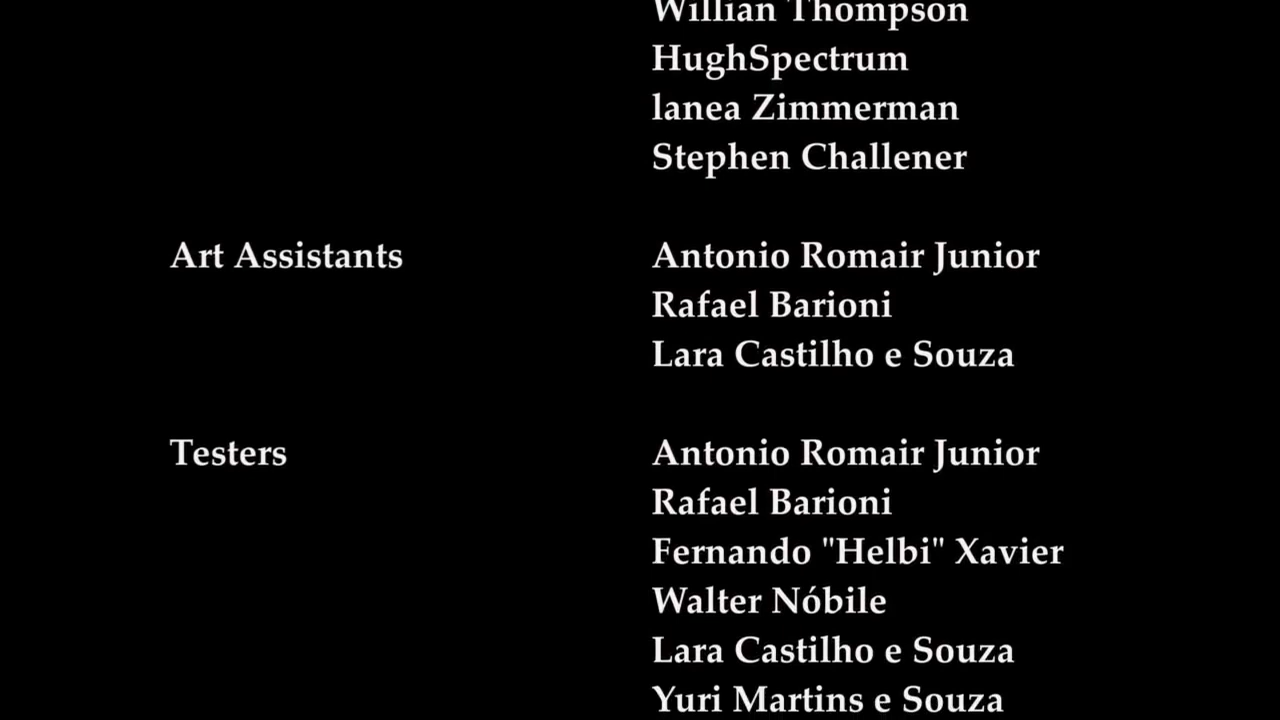 Willian Thompson
HughSpectrum
lanea Zimmerman
Stephen Challener
Art Assistants Antonio Romair Junior
Rafael Barioni
Lara Castilho e Souza
Testers Antonio Romair Junior
Rafael Barioni
Fernando "Helbi" Xavier
Walter Nóbile
Lara Castilho e Souza
Yuri Martins e Souza